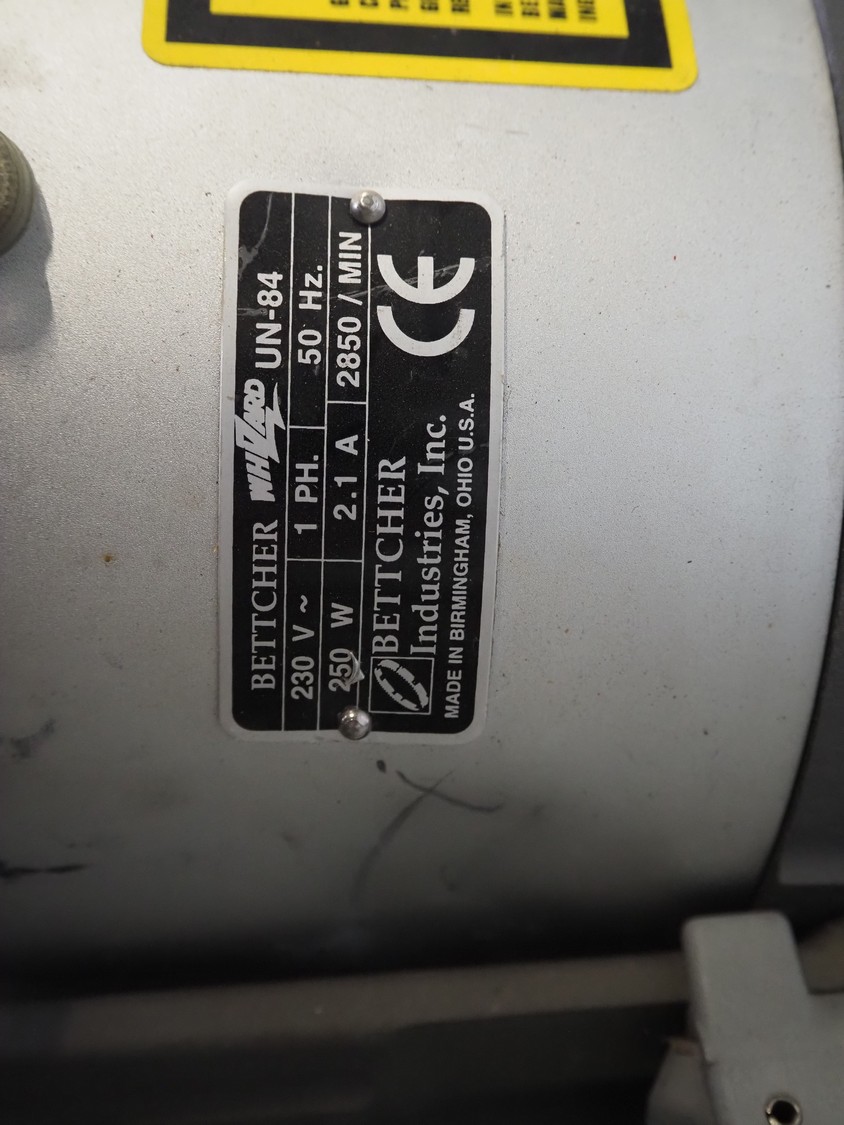 BETTCHER WHIZARD UN-84
230 V ~ 1 PH. 50 Hz.
250 W 2.1 A 2850 / MIN
BETTCHER
Industries, Inc.
CE
MADE IN BIRMINGHAM, OHIO U.S.A.